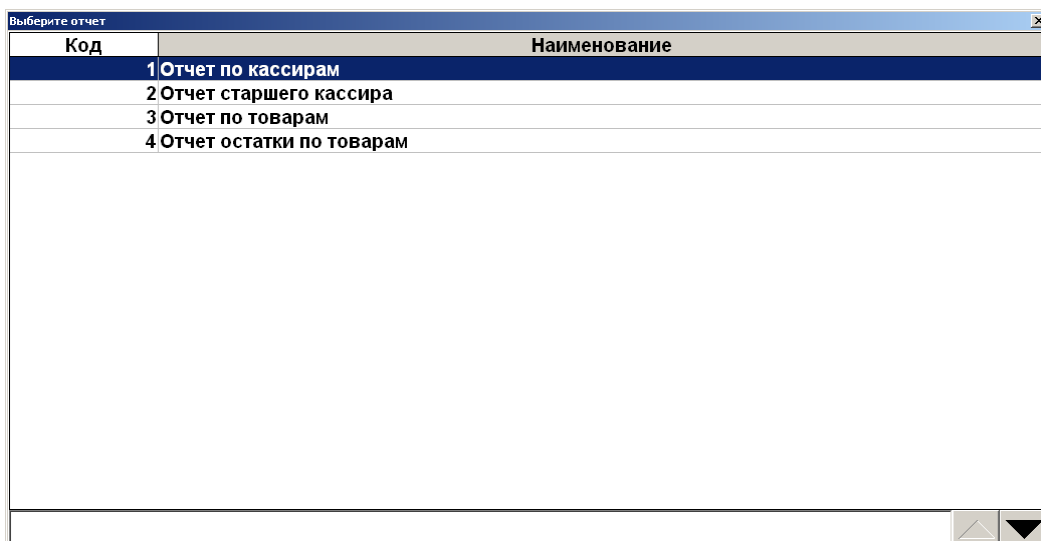 Выберите отчет
Код Наименование
1 Отчет по кассирам
2 Отчет старшего кассира
3 Отчет по товарам
4 Отчет остатки по товарам